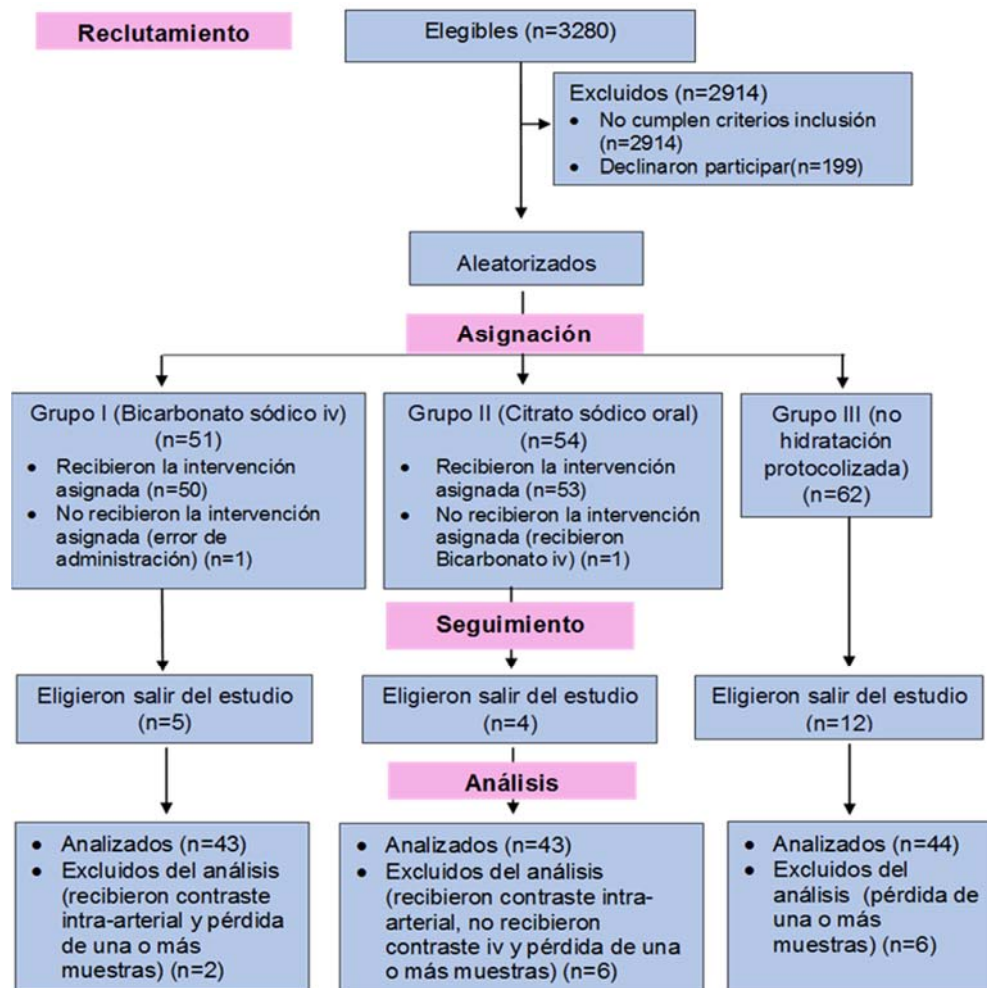 Reclutamiento
Elegibles (n=3280)
Excluidos (n=2914)
• No cumplen criterios inclusión
(n=2914)
• Declinaron participar(n=199)
Aleatorizados
Asignación
Grupo I (Bicarbonato sódico iv)
(n=51)
• Recibieron la intervención
asignada (n=50)
• No recibieron la intervención
asignada (error de
administración) (n=1)
Grupo II (Citrato sódico oral)
(n=54)
• Recibieron la intervención
asignada (n=53)
• No recibieron la intervención
asignada (recibieron
Bicarbonato iv) (n=1)
Grupo III (no
hidratación
protocolizada)
(n=62)
Seguimiento
Eligieron salir del estudio
(n=5)
Eligieron salir del estudio
(n=4)
Eligieron salir del estudio
(n=12)
Análisis
• Analizados (n=43)
• Excluidos del análisis
(recibieron contraste
intra-arterial y pérdida
de una o más
muestras) (n=2)
• Analizados (n=43)
• Excluidos del análisis
(recibieron contraste intra-
arterial, no recibieron
contraste iv y pérdida de una
o más muestras) (n=6)
• Analizados (n=44)
• Excluidos del
análisis (pérdida de
una o más
muestras) (n=6)